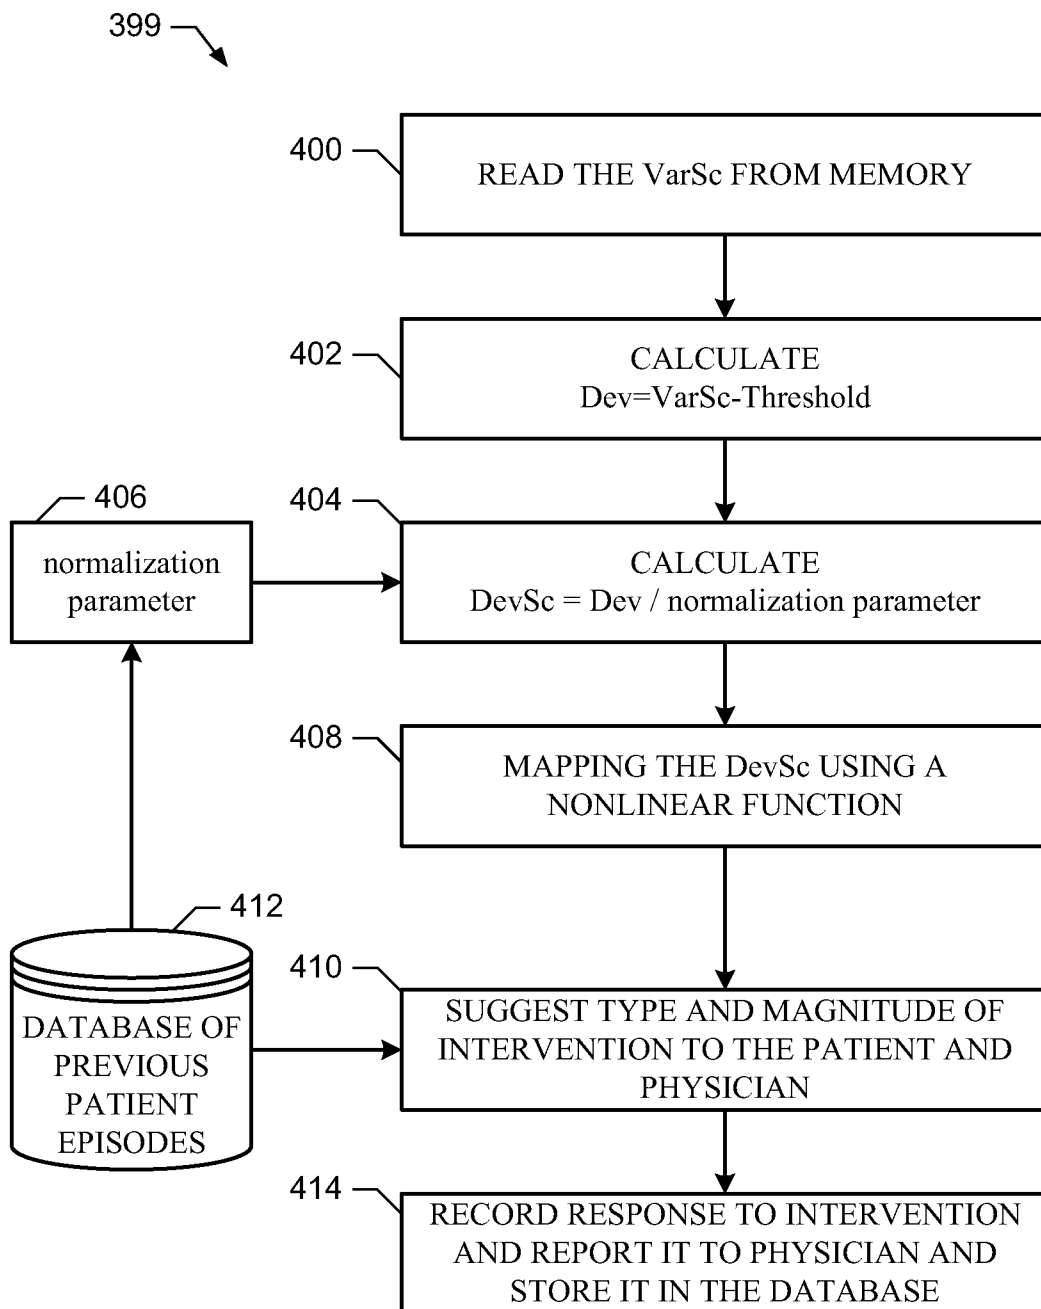 399
400
READ THE VarSc FROM MEMORY
402
CALCULATE
Dev=VarSc-Threshold
406
404
normalization
parameter
CALCULATE
DevSc = Dev / normalization parameter
408
MAPPING THE DevSc USING A
NONLINEAR FUNCTION
412
410
DATABASE OF
PREVIOUS
PATIENT
EPISODES
SUGGEST TYPE AND MAGNITUDE OF
INTERVENTION TO THE PATIENT AND
PHYSICIAN
414
RECORD RESPONSE TO INTERVENTION
AND REPORT IT TO PHYSICIAN AND
STORE IT IN THE DATABASE